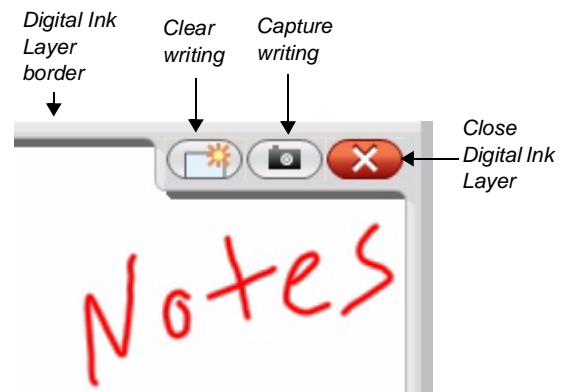 Digital Ink
Layer
border
Clear
writing
Capture
writing
Close
Digital Ink
Layer
Notes